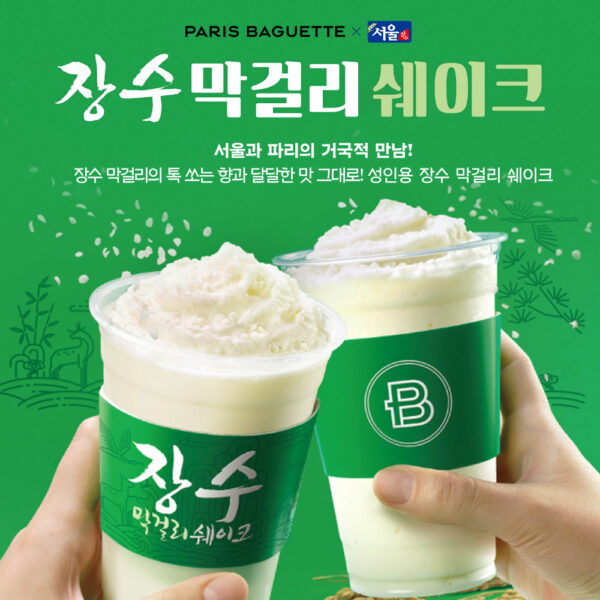 PARIS BAGUETTE × 서울
장수 막걸리 쉐이크
서울과 파리의 거국적 만남!
장수 막걸리의 톡 쏘는 향과 달달한 맛 그대로! 성인용 장수 막걸리 쉐이크
B
장수
막걸리쉐이크